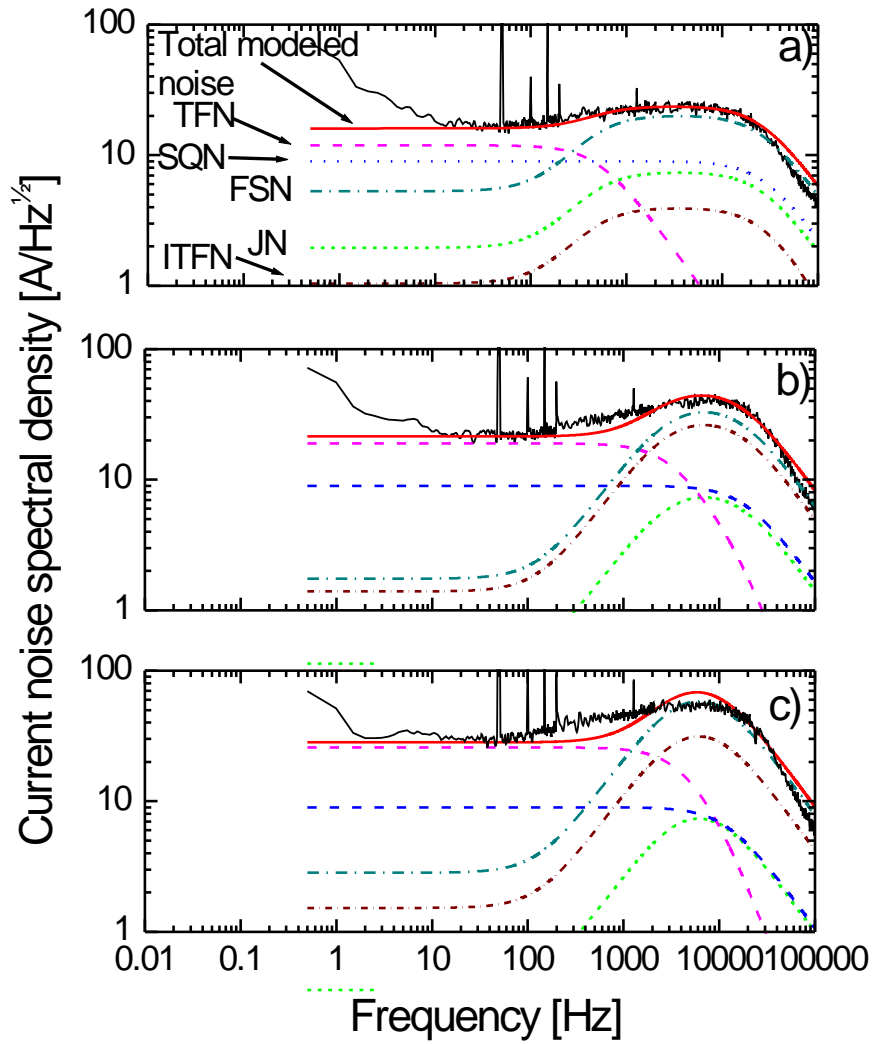 Current noise spectral density [A/Hz^½]
100
10
1
a)
Total modeled
noise
TFN
SQN
FSN
JN
ITFN
100
10
1
b)
100
10
1
c)
0.01 0.1 1 10 100 1000 10000 100000
Frequency [Hz]